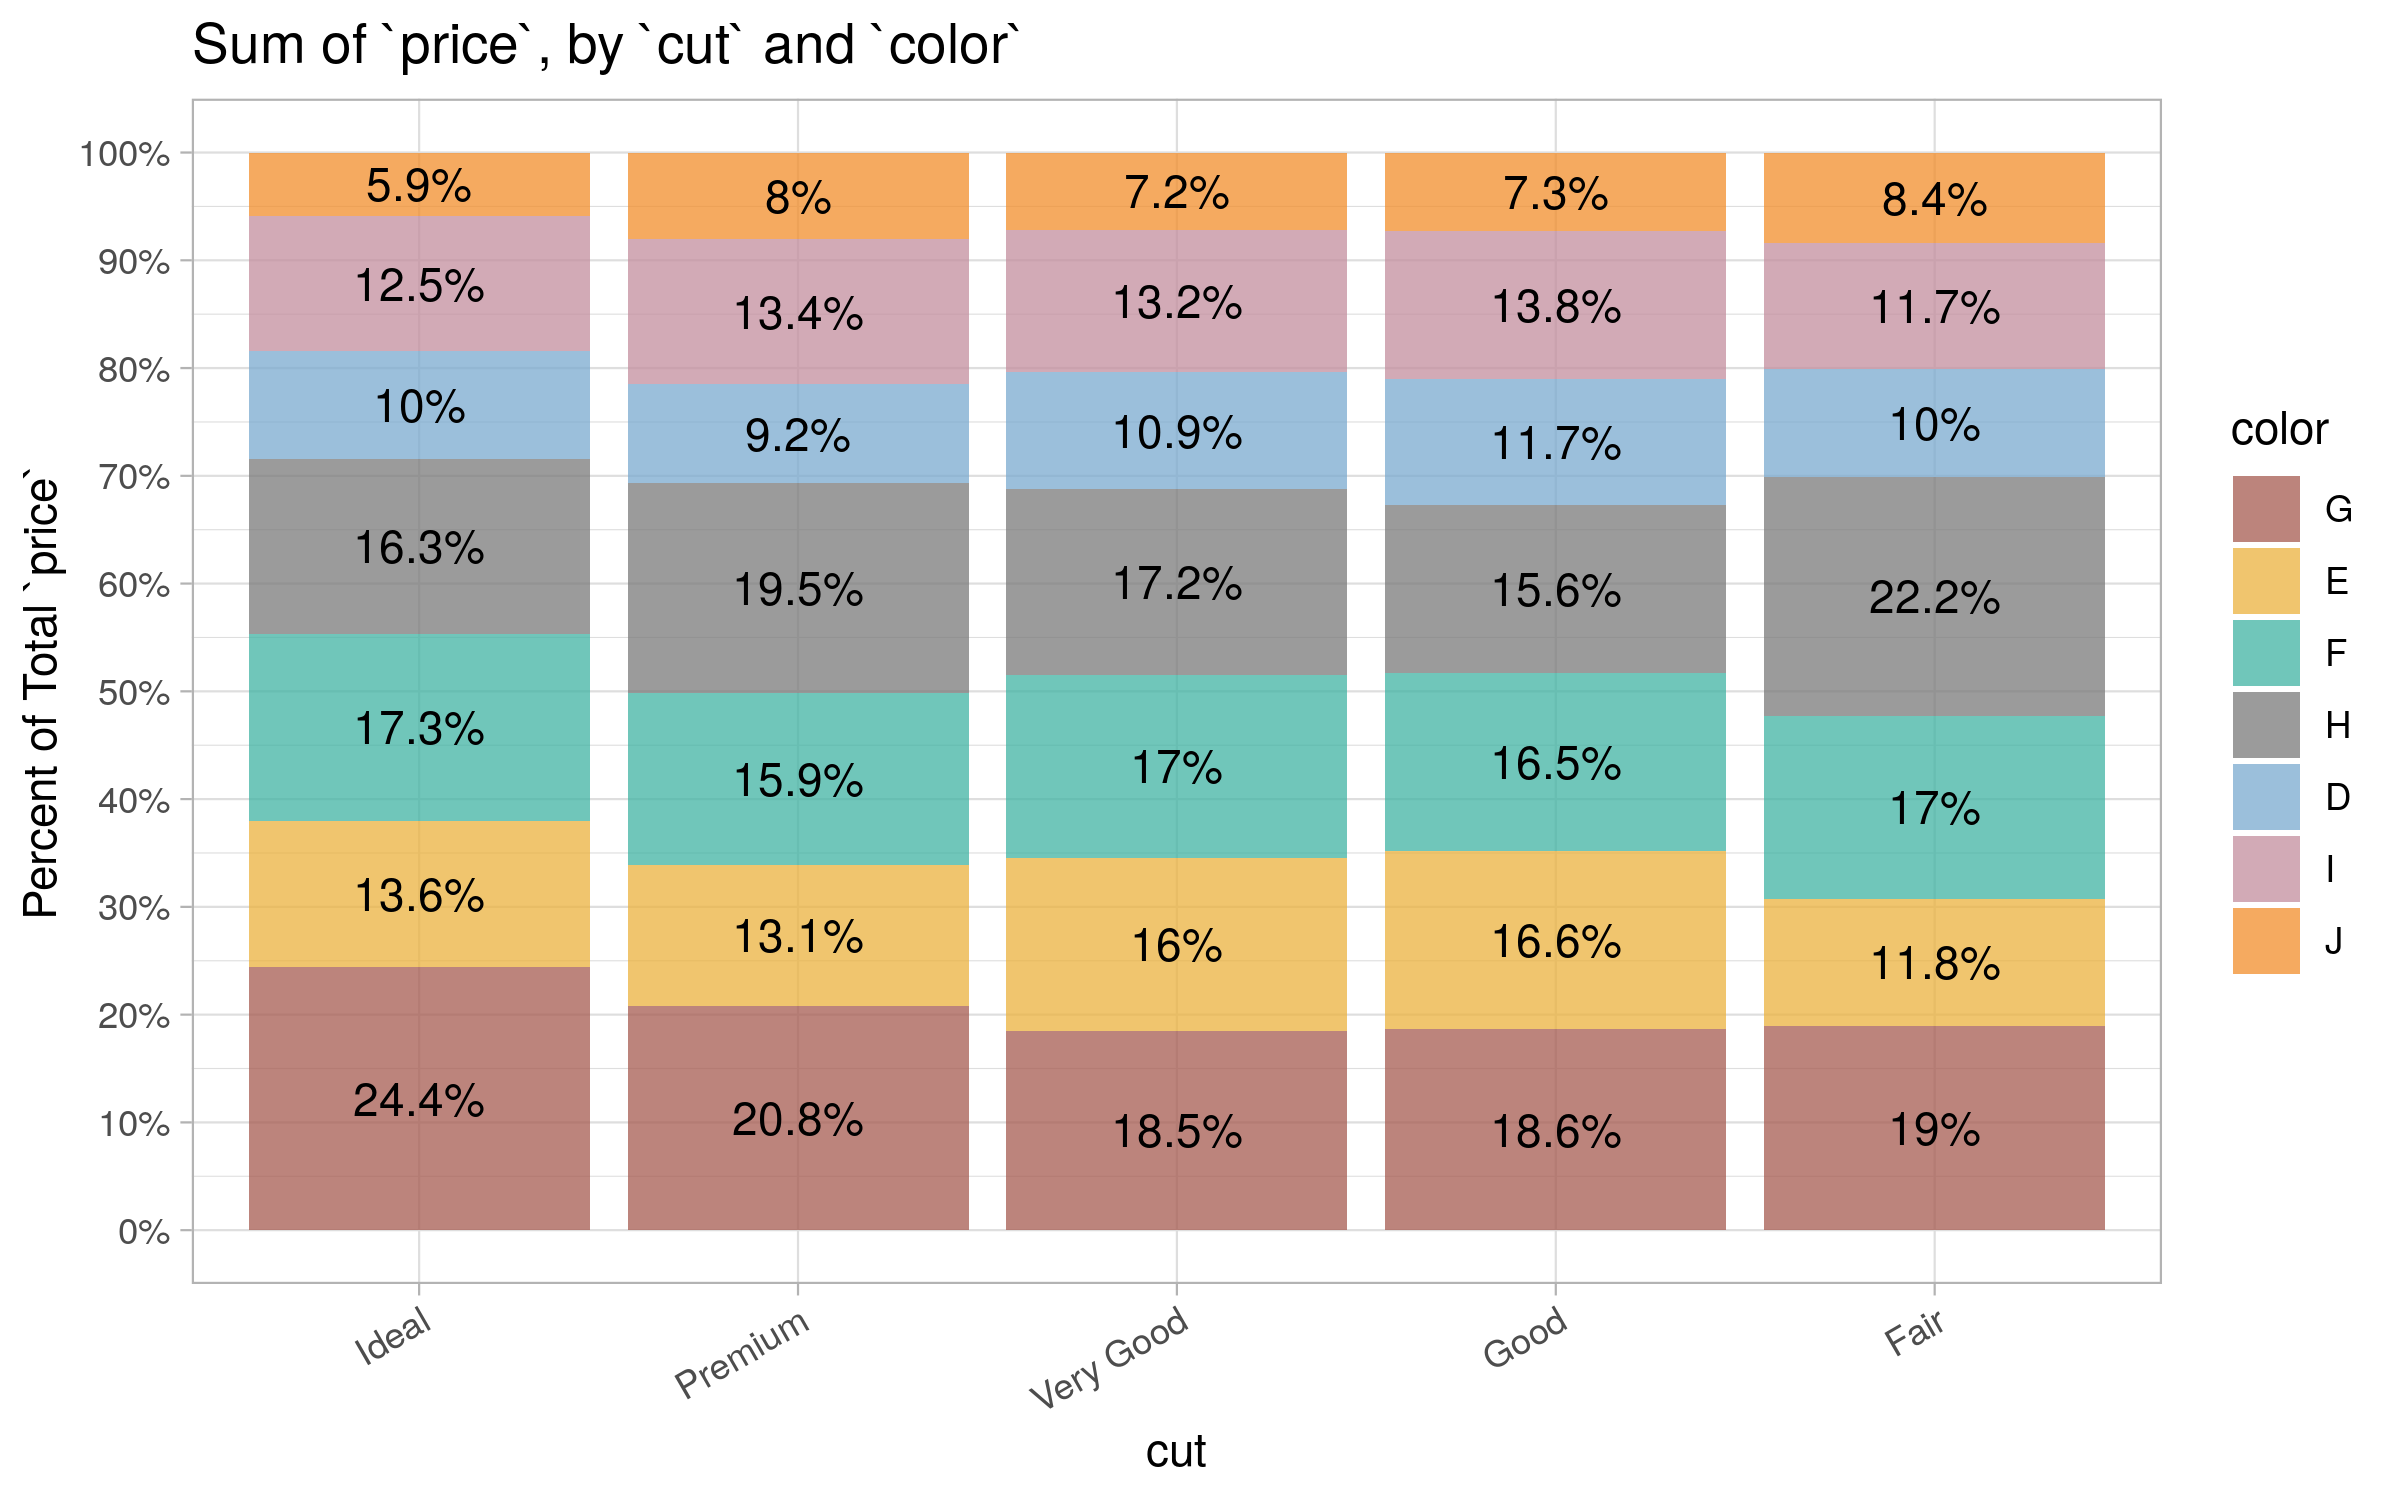 Sum of `price`, by `cut` and `color`
Percent of Total `price`
100%
90%
80%
70%
60%
50%
40%
30%
20%
10%
0%
5.9%
12.5%
10%
16.3%
17.3%
13.6%
24.4%
8%
13.4%
9.2%
19.5%
15.9%
13.1%
20.8%
7.2%
13.2%
10.9%
17.2%
17%
16%
18.5%
7.3%
13.8%
11.7%
15.6%
16.5%
16.6%
18.6%
8.4%
11.7%
10%
22.2%
17%
11.8%
19%
Ideal
Premium
Very Good
Good
Fair
cut
color
G
E
F
H
D
I
J